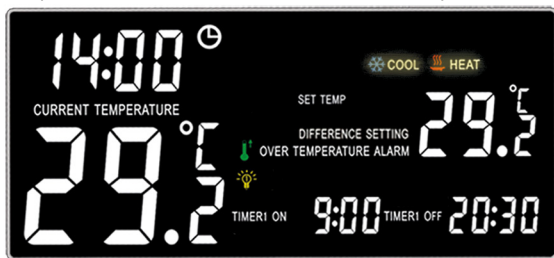 14:00
COOL HEAT
CURRENT TEMPERATURE
29.2 °C
SET TEMP
DIFFERENCE SETTING
OVER TEMPERATURE ALARM
29.2 °C
TIMER1 ON 9:00 TIMER1 OFF 20:30